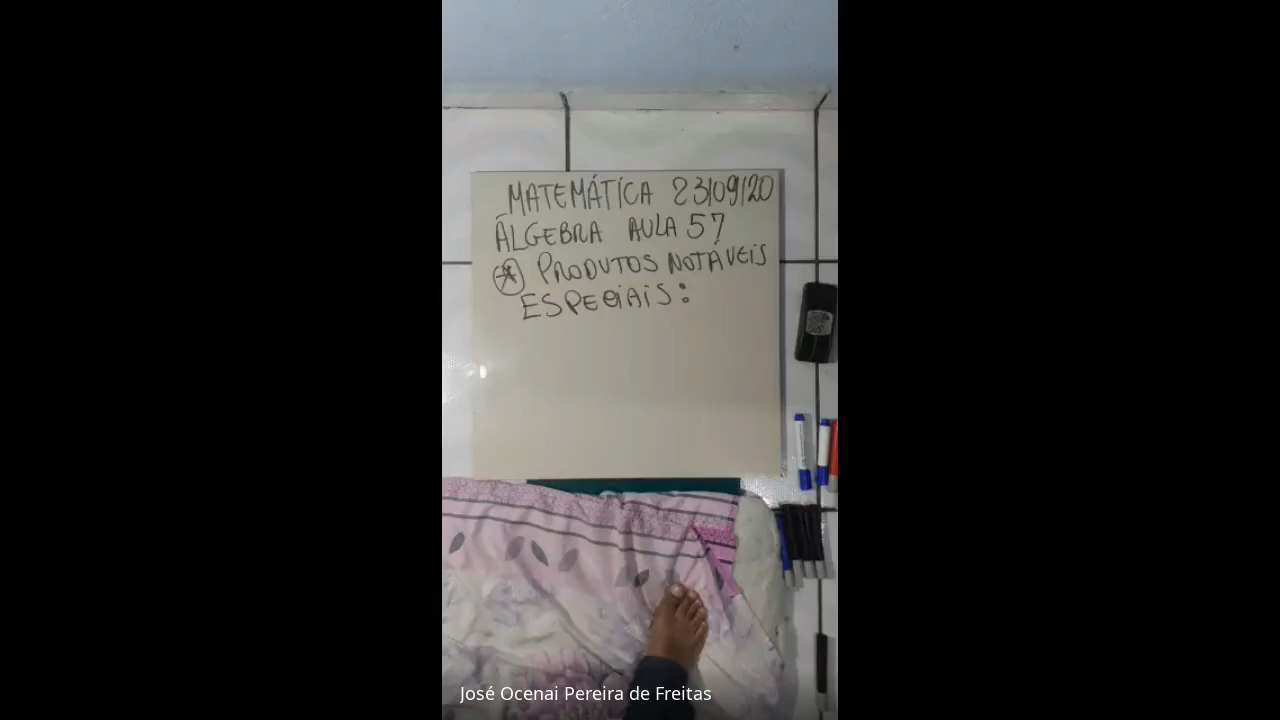 MATEMÁTICA 23/09/20
ÁLGEBRA AULA 57
* PRODUTOS NOTÁVEIS
ESPECIAIS:
José Ocenai Pereira de Freitas